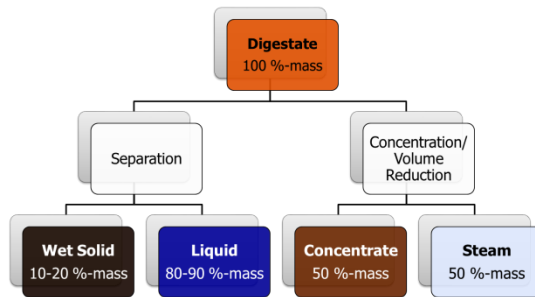 Digestate
100 %-mass
Separation
Concentration/
Volume
Reduction
Wet Solid
10-20 %-mass
Liquid
80-90 %-mass
Concentrate
50 %-mass
Steam
50 %-mass